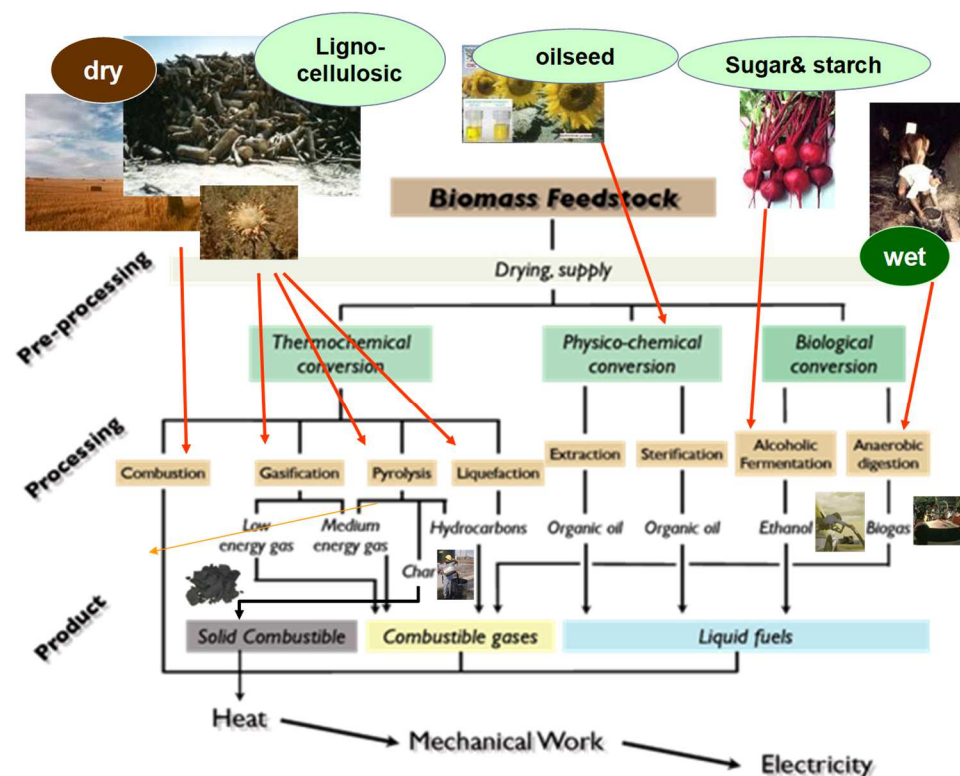 dry
Ligno-
cellulosic
oilseed
Sugar& starch
wet
Biomass Feedstock
Drying, supply
Pre-processing
Thermochemical
conversion
Physico-chemical
conversion
Biological
conversion
Processing
Combustion
Gasification
Pyrolysis
Liquefaction
Extraction
Sterification
Alcoholic
Fermentation
Anaerobic
digestion
Low
energy gas
Medium
energy gas
Hydrocarbons
Organic oil
Organic oil
Ethanol
Biogas
Char
Product
Solid Combustible
Combustible gases
Liquid fuels
Heat
Mechanical Work
Electricity